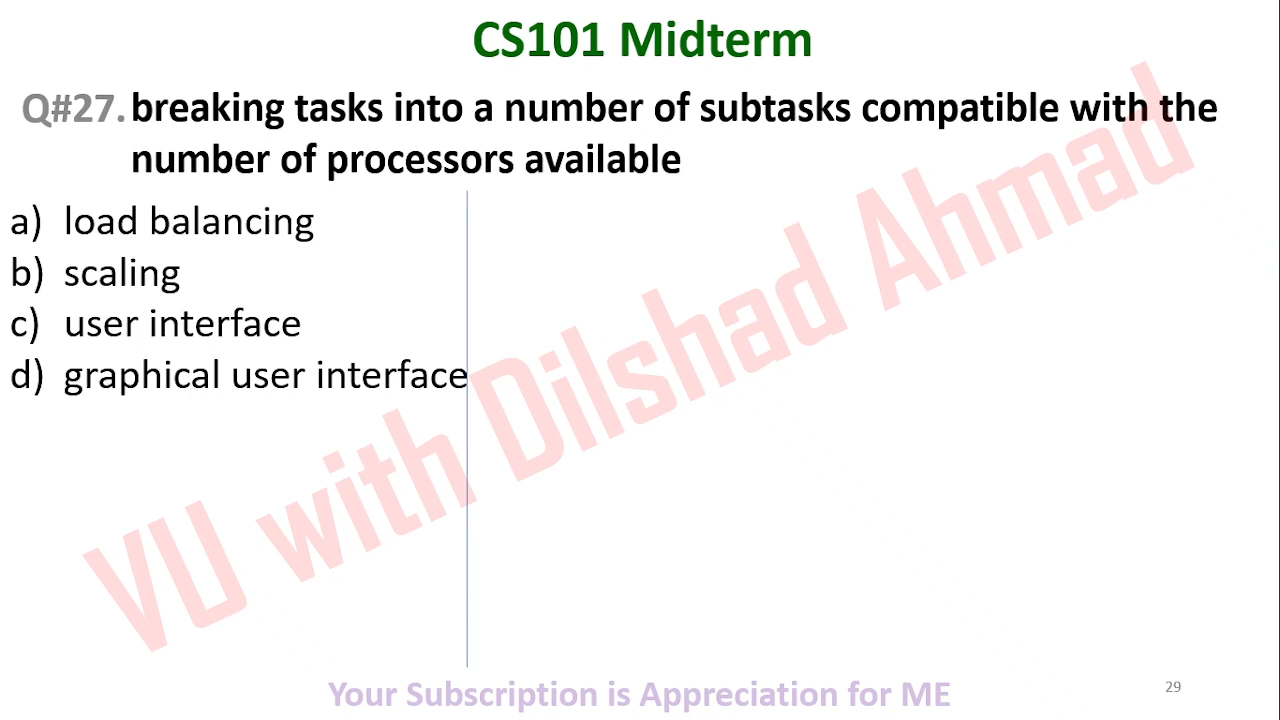 CS101 Midterm
Q#27. breaking tasks into a number of subtasks compatible with the
number of processors available
a) load balancing
b) scaling
c) user interface
d) graphical user interface
VU with Dilshad Ahmad
Your Subscription is Appreciation for ME
29